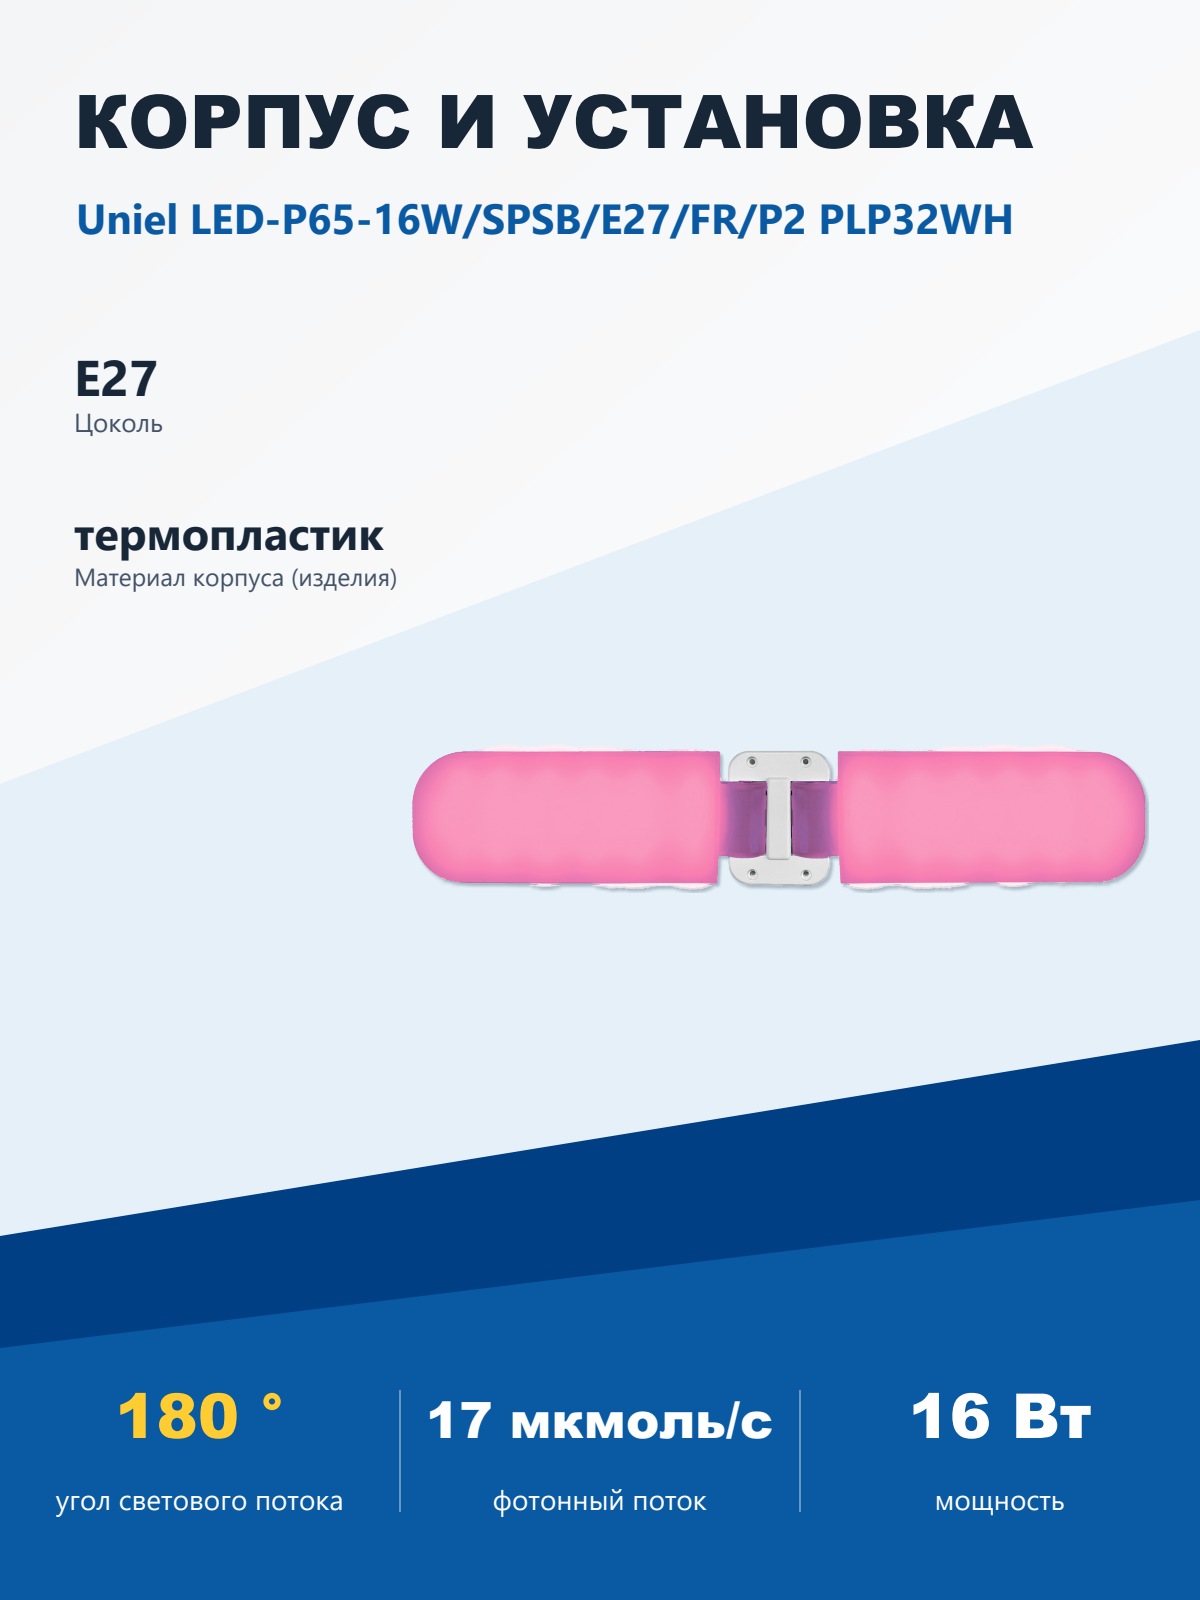 КОРПУС И УСТАНОВКА
Uniel LED-P65-16W/SPSB/E27/FR/P2 PLP32WH
E27
Цоколь
термопластик
Материал корпуса (изделия)
180 °
угол светового потока
17 мкмоль/с
фотонный поток
16 Вт
мощность